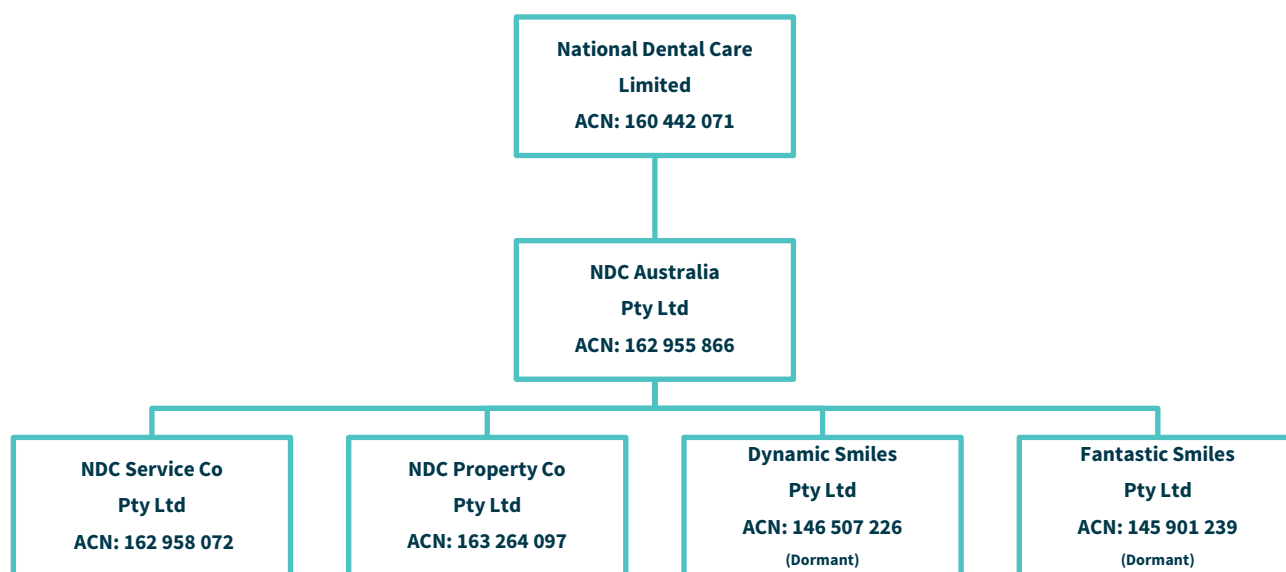 National Dental Care
Limited
ACN: 160 442 071
NDC Australia
Pty Ltd
ACN: 162 955 866
NDC Service Co
Pty Ltd
ACN: 162 958 072
NDC Property Co
Pty Ltd
ACN: 163 264 097
Dynamic Smiles
Pty Ltd
ACN: 146 507 226
(Dormant)
Fantastic Smiles
Pty Ltd
ACN: 145 901 239
(Dormant)